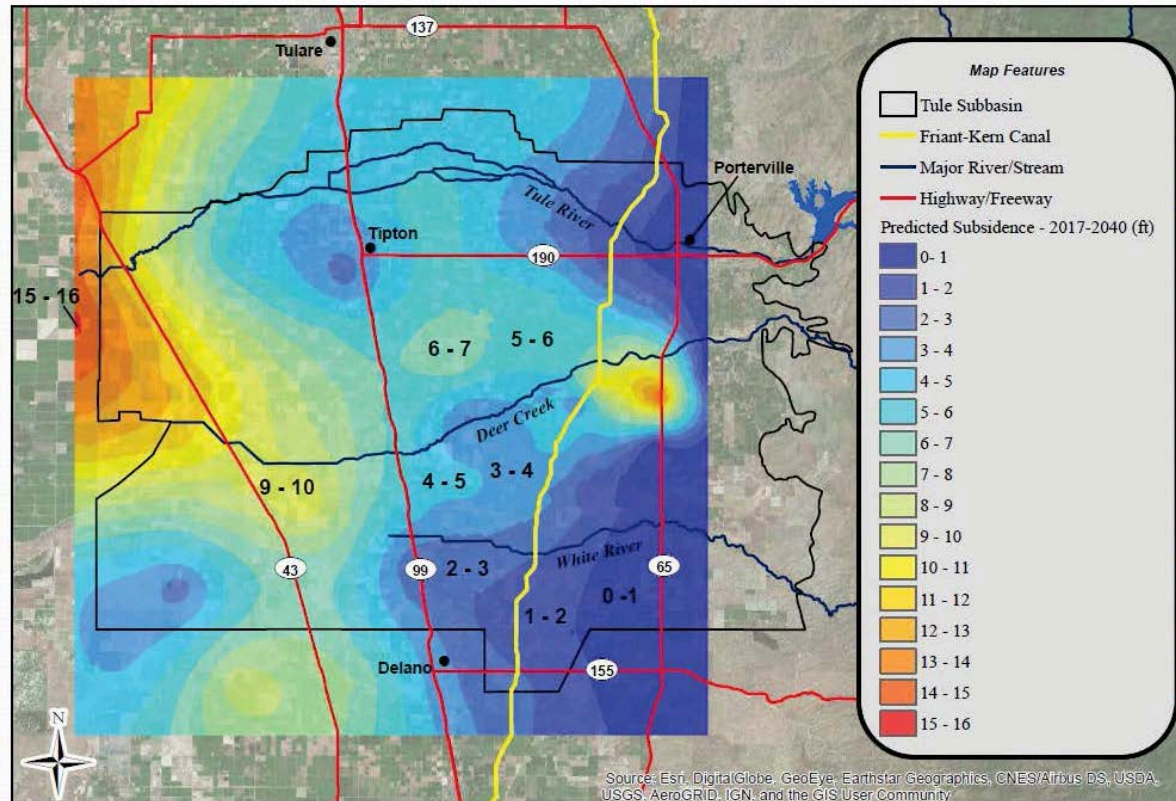 137
Tulare
Porterville
Tule River
Tipton
190
15 - 16
5 - 6
6 - 7
Deer Creek
3 - 4
4 - 5
9 - 10
White River
43
99
2 - 3
65
0 -1
1 - 2
Delano
155
N
Map Features
Tule Subbasin
Friant-Kern Canal
Major River/Stream
Highway/Freeway
Predicted Subsidence - 2017-2040 (ft)
0- 1
1 - 2
2 - 3
3 - 4
4 - 5
5 - 6
6 - 7
7 - 8
8 - 9
9 - 10
10 - 11
11 - 12
12 - 13
13 - 14
14 - 15
15 - 16
Source: Esri, DigitalGlobe, GeoEye, Earthstar Geographics, CNES/Airbus DS, USDA,
USGS, AeroGRID, IGN, and the GIS User Community